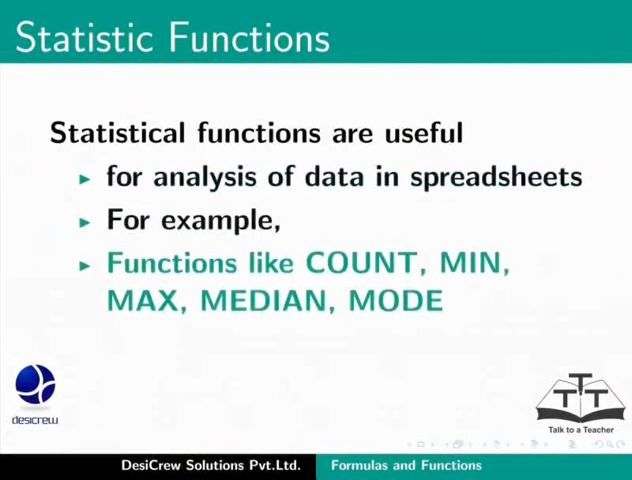 Statistic Functions
Statistical functions are useful
for analysis of data in spreadsheets
For example,
Functions like COUNT, MIN,
MAX, MEDIAN, MODE
desicrew
TTT
Talk to a Teacher
DesiCrew Solutions Pvt.Ltd. Formulas and Functions